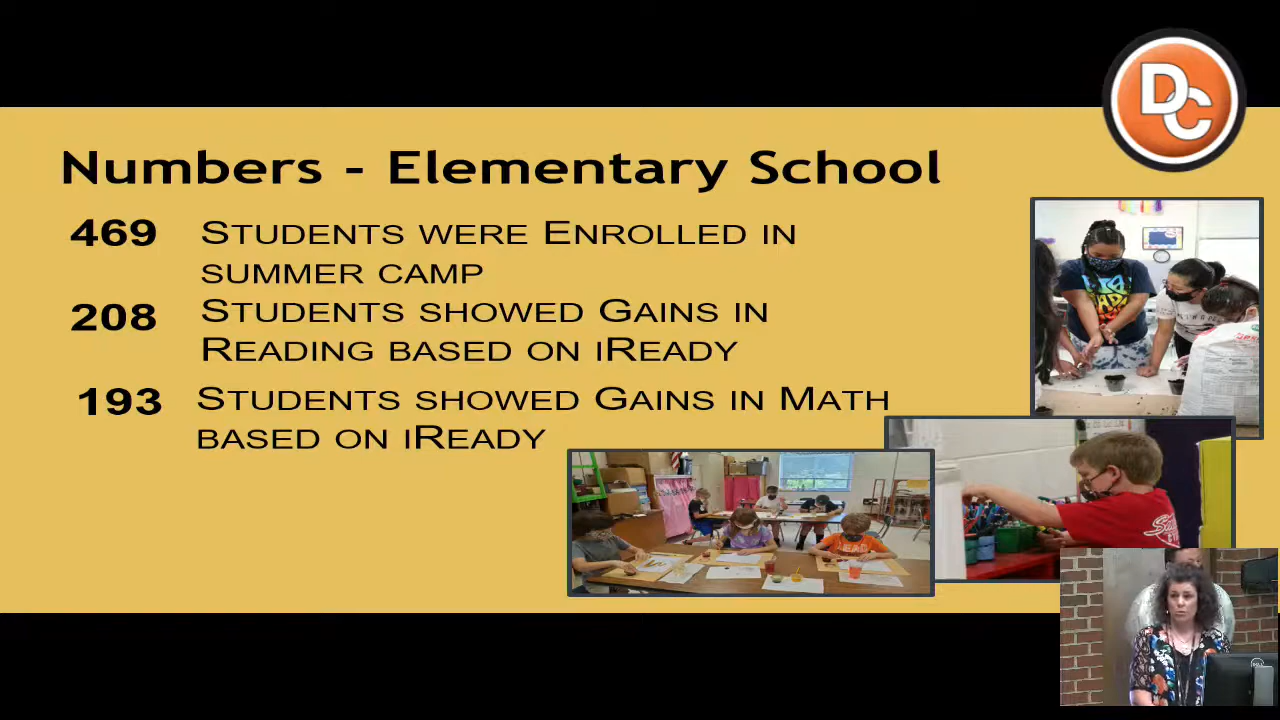 DC
Numbers - Elementary School
469 STUDENTS WERE ENROLLED IN
SUMMER CAMP
208 STUDENTS SHOWED GAINS IN
READING BASED ON IREADY
193 STUDENTS SHOWED GAINS IN MATH
BASED ON IREADY